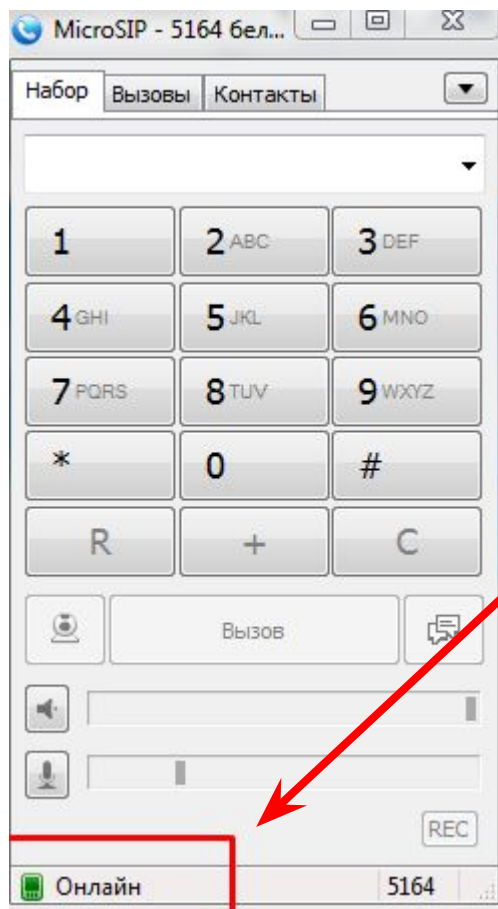 MicroSIP - 5164 бел...
Набор Вызовы Контакты
1 2 ABC 3 DEF
4 GHI 5 JKL 6 MNO
7 PQRS 8 TUV 9 WXYZ
* 0 #
R + C
Вызов
REC
Онлайн 5164